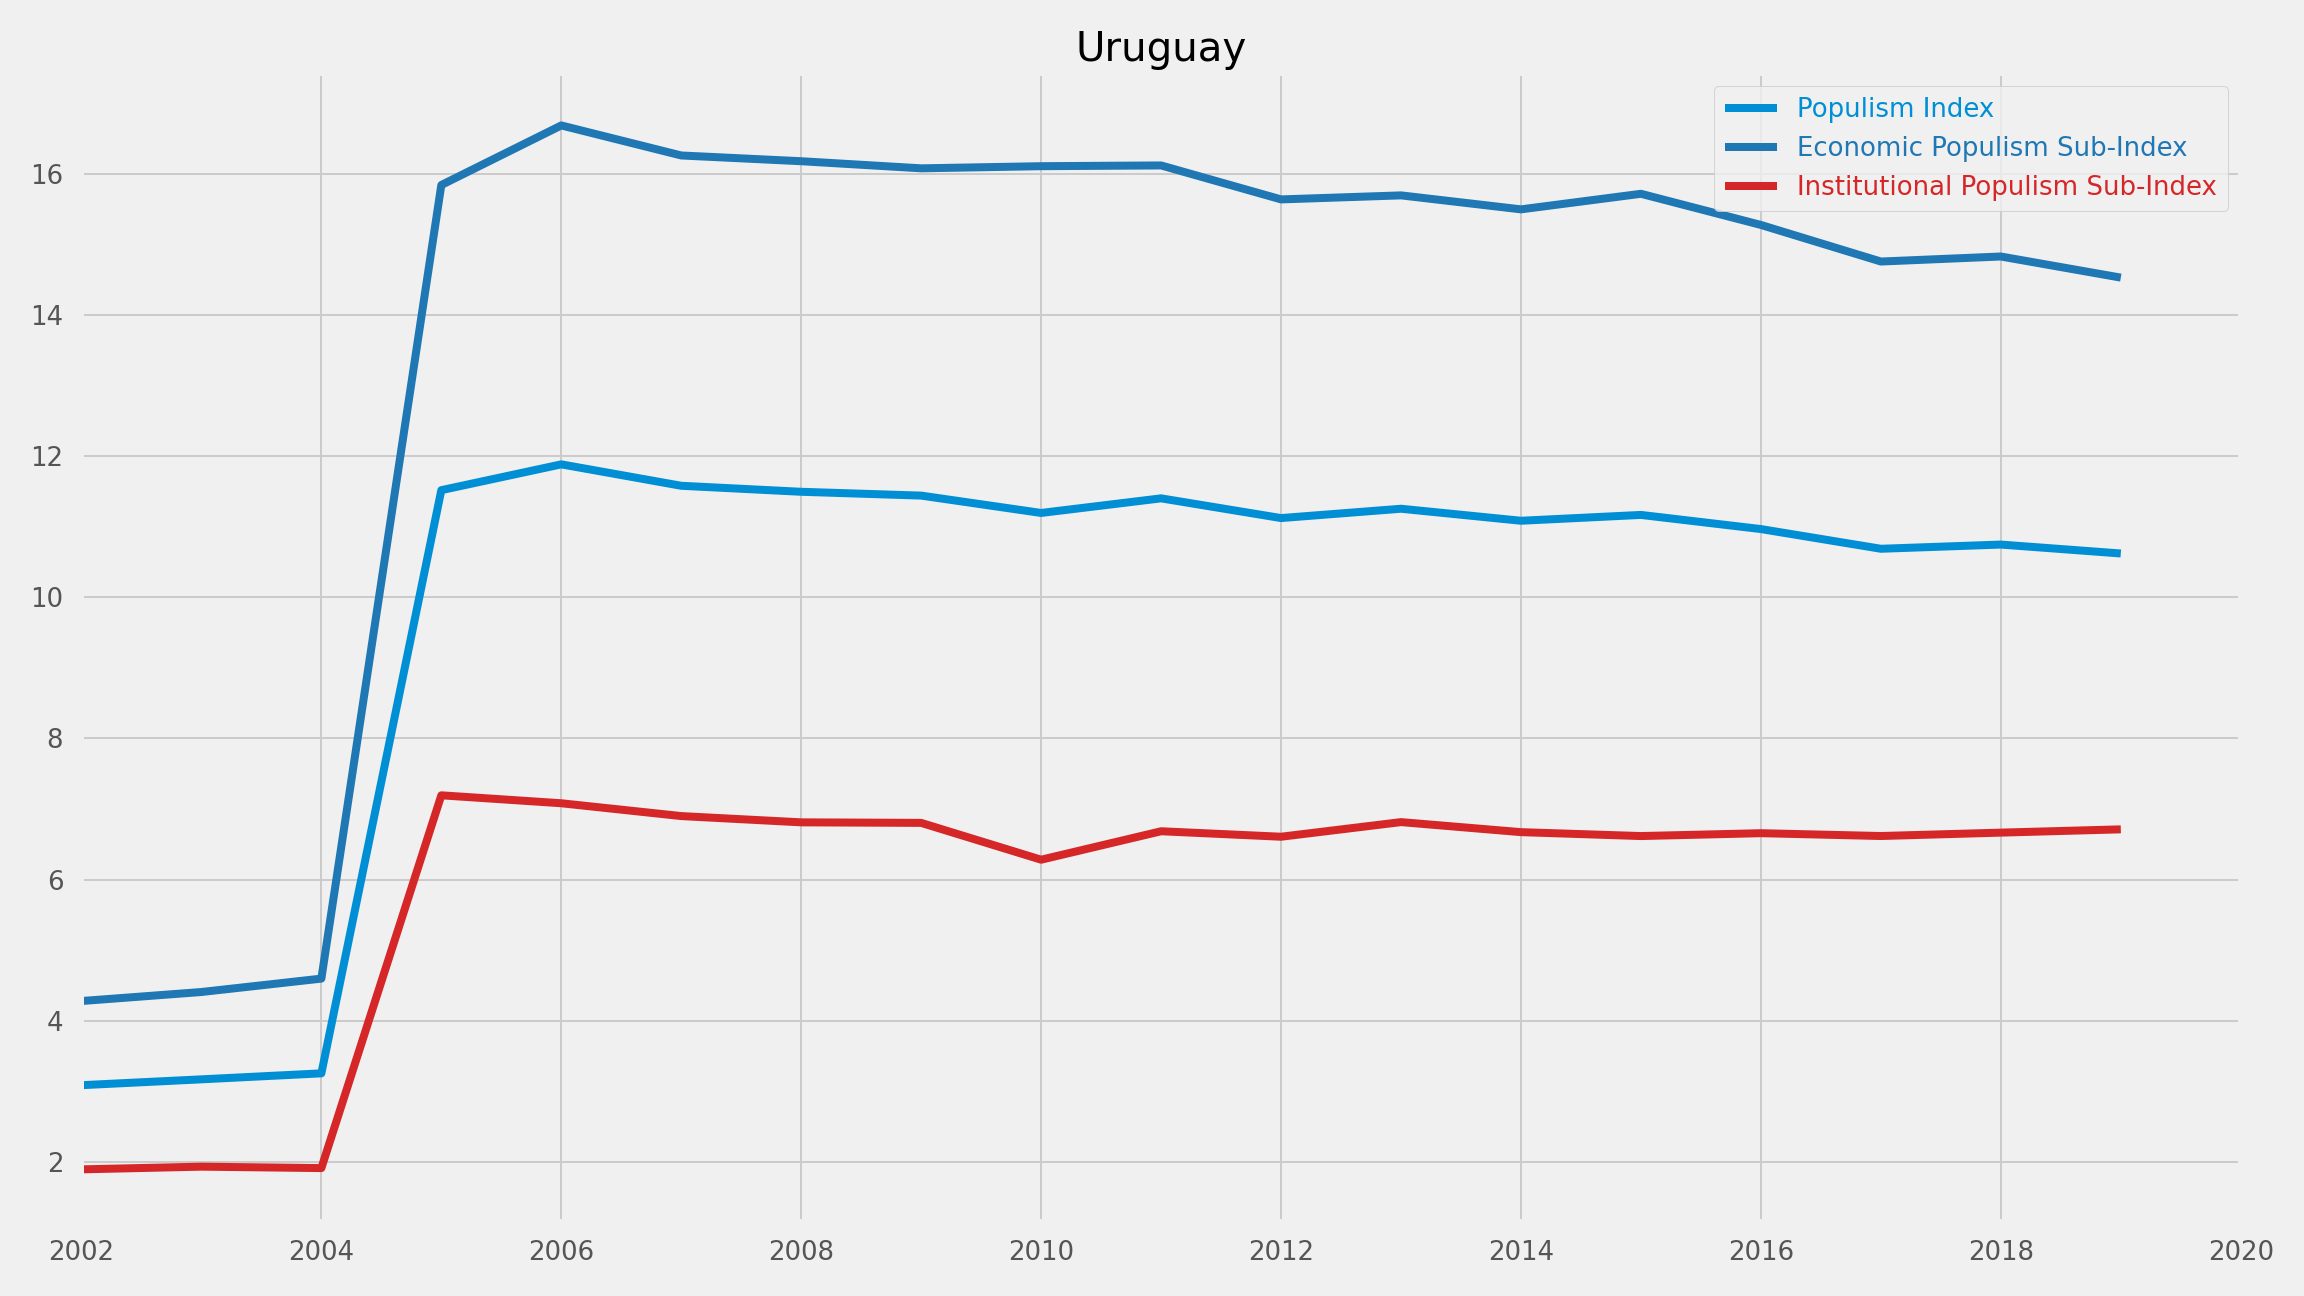 Uruguay
Populism Index
Economic Populism Sub-Index
Institutional Populism Sub-Index
16
14
12
10
8
6
4
2
2002 2004 2006 2008 2010 2012 2014 2016 2018 2020